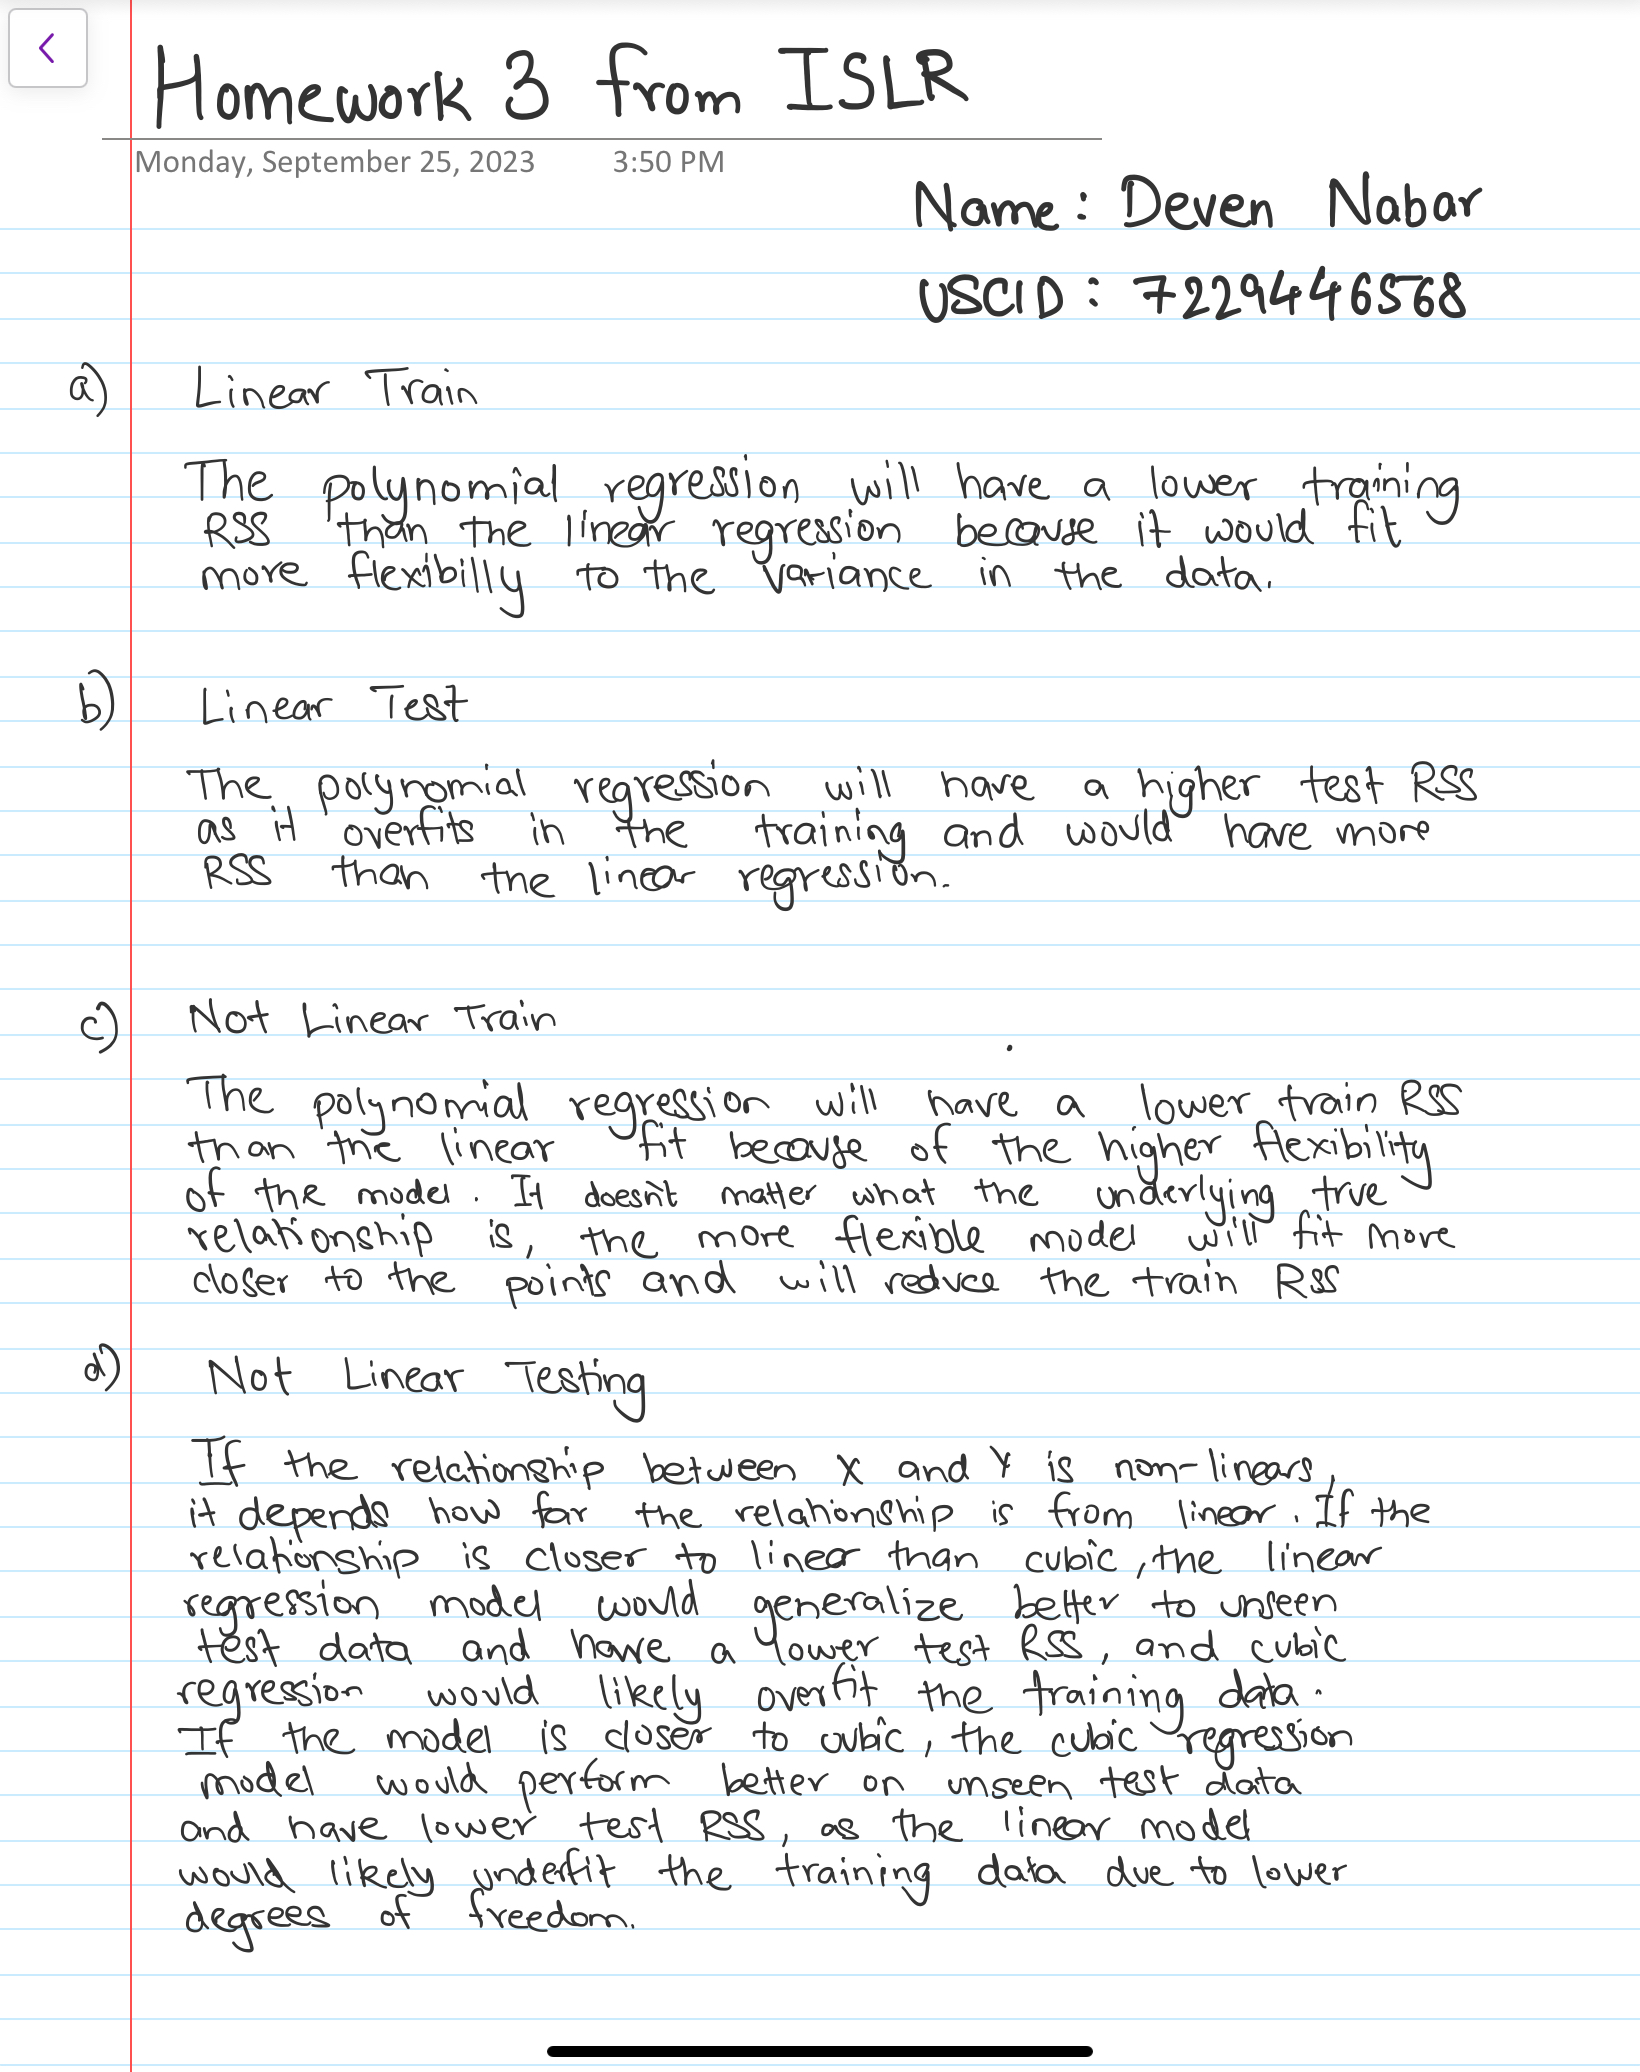 Homework 3 from ISLR
Monday, September 25, 2023 3:50 PM
Name: Deven Nabar
USCID: 7229446568
a) Linear Train
The polynomial regression will have a lower training
RSS than the linear regression because it would fit
more flexibilly to the variance in the data.
b) Linear Test
The polynomial regression will have a higher test RSS
as it overfits in the training and would have more
RSS than the linear regression.
c) Not Linear Train
The polynomial regression will have a lower train RSS
than the linear fit because of the higher flexibility
of the model. It doesn't matter what the underlying true
relationship is, the more flexible model will fit more
closer to the points and will reduce the train RSS
d) Not Linear Testing
If the relationship between X and Y is non-linears,
it depends how far the relationship is from linear. If the
relationship is closer to linear than cubic, the linear
regression model would generalize better to unseen
test data and have a lower test RSS, and cubic
regression would likely overfit the training data.
If the model is closer to cubic, the cubic regression
model would perform better on unseen test data
and have lower test RSS, as the linear model
would likely underfit the training data due to lower
degrees of freedom.